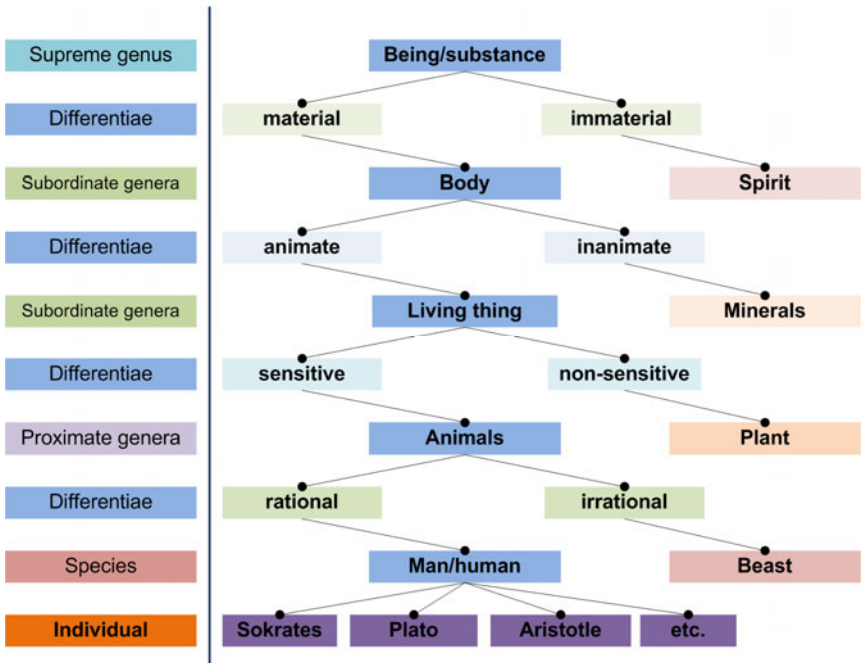 Supreme genus Being/substance
Differentiae material immaterial
Subordinate genera Body Spirit
Differentiae animate inanimate
Subordinate genera Living thing Minerals
Differentiae sensitive non-sensitive
Proximate genera Animals Plant
Differentiae rational irrational
Species Man/human Beast
Individual Sokrates Plato Aristotle etc.